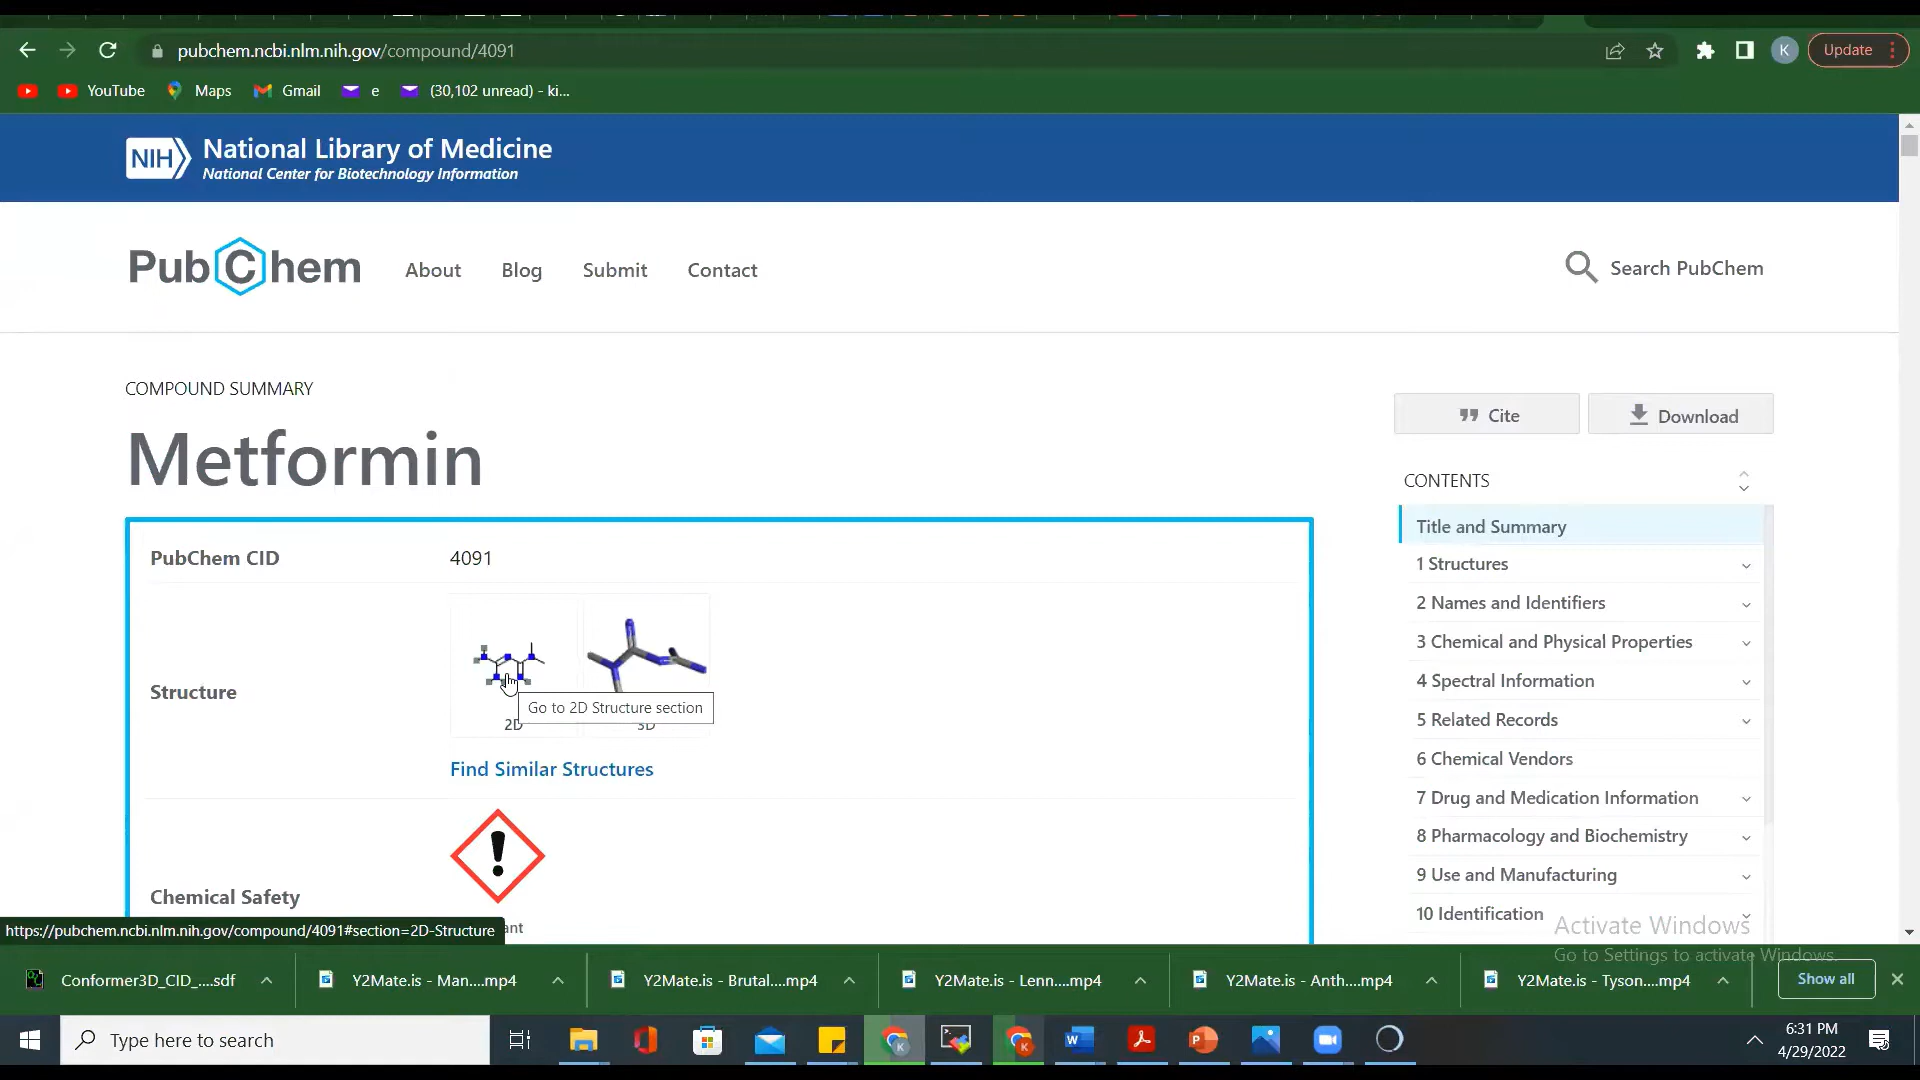 pubchem.ncbi.nlm.nih.gov/compound/4091
K
Update
YouTube
Maps
Gmail
e
(30,102 unread) - ki...
NIH
National Library of Medicine
National Center for Biotechnology Information
PubChem
About
Blog
Submit
Contact
Search PubChem
COMPOUND SUMMARY
Cite
Download
Metformin
CONTENTS
Title and Summary
1 Structures
2 Names and Identifiers
3 Chemical and Physical Properties
4 Spectral Information
5 Related Records
6 Chemical Vendors
7 Drug and Medication Information
8 Pharmacology and Biochemistry
9 Use and Manufacturing
10 Identification
PubChem CID
4091
Structure
Go to 2D Structure section
2D
3D
Find Similar Structures
Chemical Safety
ant
https://pubchem.ncbi.nlm.nih.gov/compound/4091#section=2D-Structure
Activate Windows
Go to Settings to activate Windows.
Conformer3D_CID_....sdf
Y2Mate.is - Man....mp4
Y2Mate.is - Brutal....mp4
Y2Mate.is - Lenn....mp4
Y2Mate.is - Anth....mp4
Y2Mate.is - Tyson....mp4
Show all
Type here to search
6:31 PM
4/29/2022